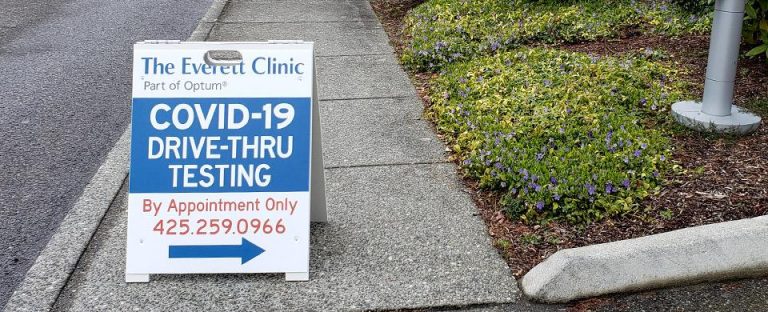 The Everett Clinic
Part of Optum®
COVID-19
DRIVE-THRU
TESTING
By Appointment Only
425.259.0966